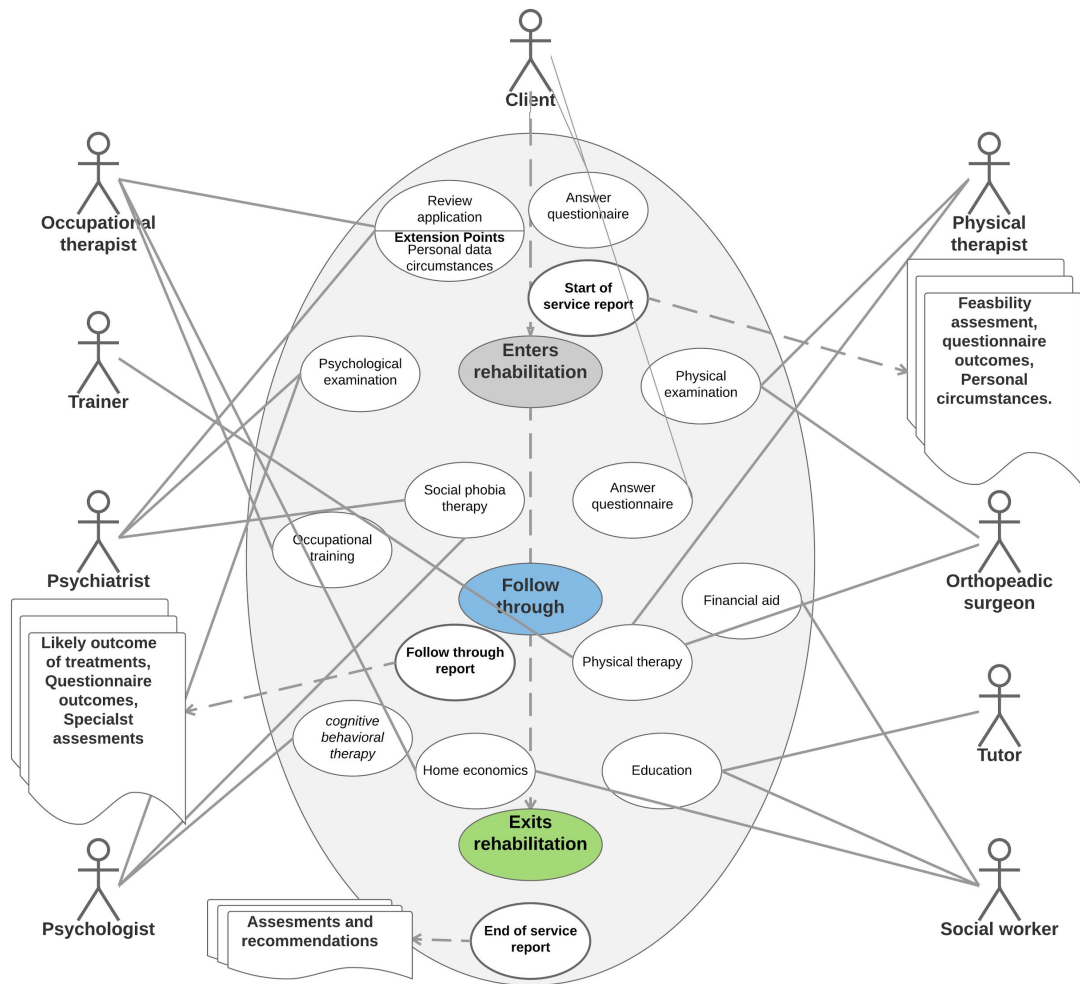 Client
Occupational
therapist
Review
application
Extension Points
Personal data
circumstances
Answer
questionnaire
Physical
therapist
Start of
service report
Feasbility
assesment,
questionnaire
outcomes,
Personal
circumstances.
Trainer
Psychological
examination
Enters
rehabilitation
Physical
examination
Social phobia
therapy
Answer
questionnaire
Occupational
training
Psychiatrist
Orthopeadic
surgeon
Follow
through
Financial aid
Likely outcome
of treatments,
Questionnaire
outcomes,
Specialst
assesments
Follow through
report
Physical therapy
cognitive
behavioral
therapy
Home economics
Education
Tutor
Exits
rehabilitation
Psychologist
Assesments and
recommendations
End of service
report
Social worker